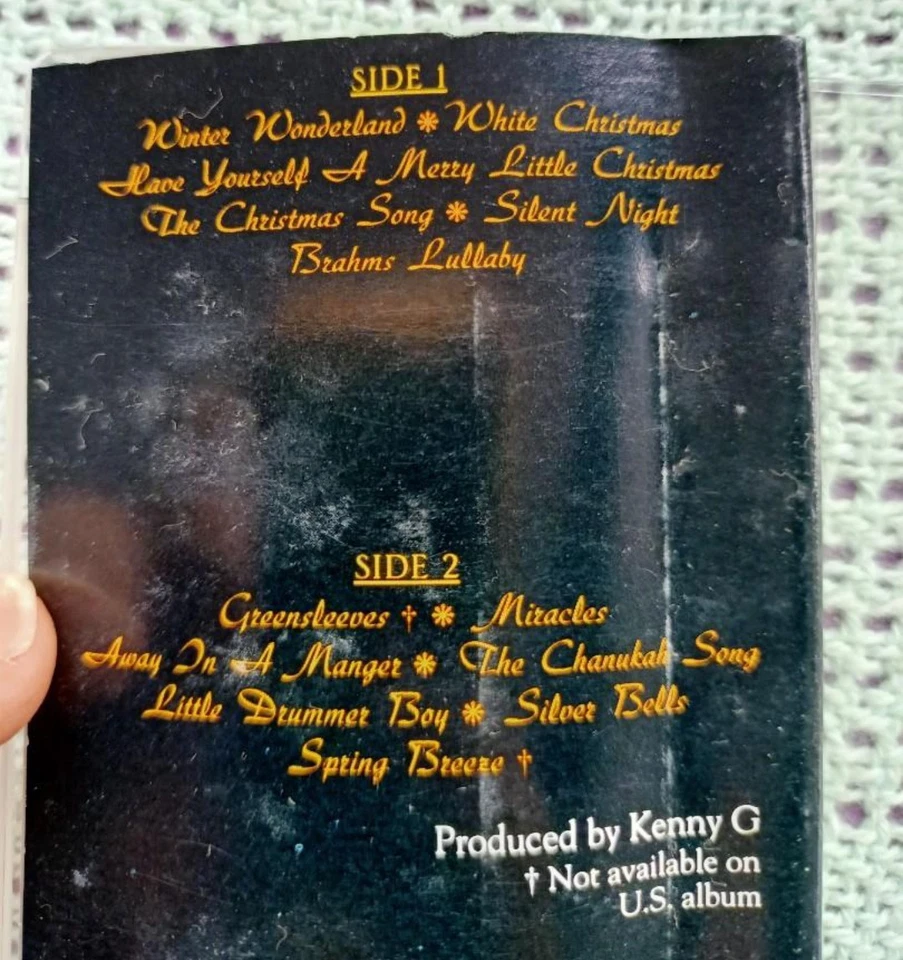 SIDE 1
Winter Wonderland ❋ White Christmas
Have Yourself A Merry Little Christmas
The Christmas Song ❋ Silent Night
Brahms Lullaby
SIDE 2
Greensleeves † ❋ Miracles
Away In A Manger ❋ The Chanukah Song
Little Drummer Boy ❋ Silver Bells
Spring Breeze †
Produced by Kenny G
† Not available on
U.S. album